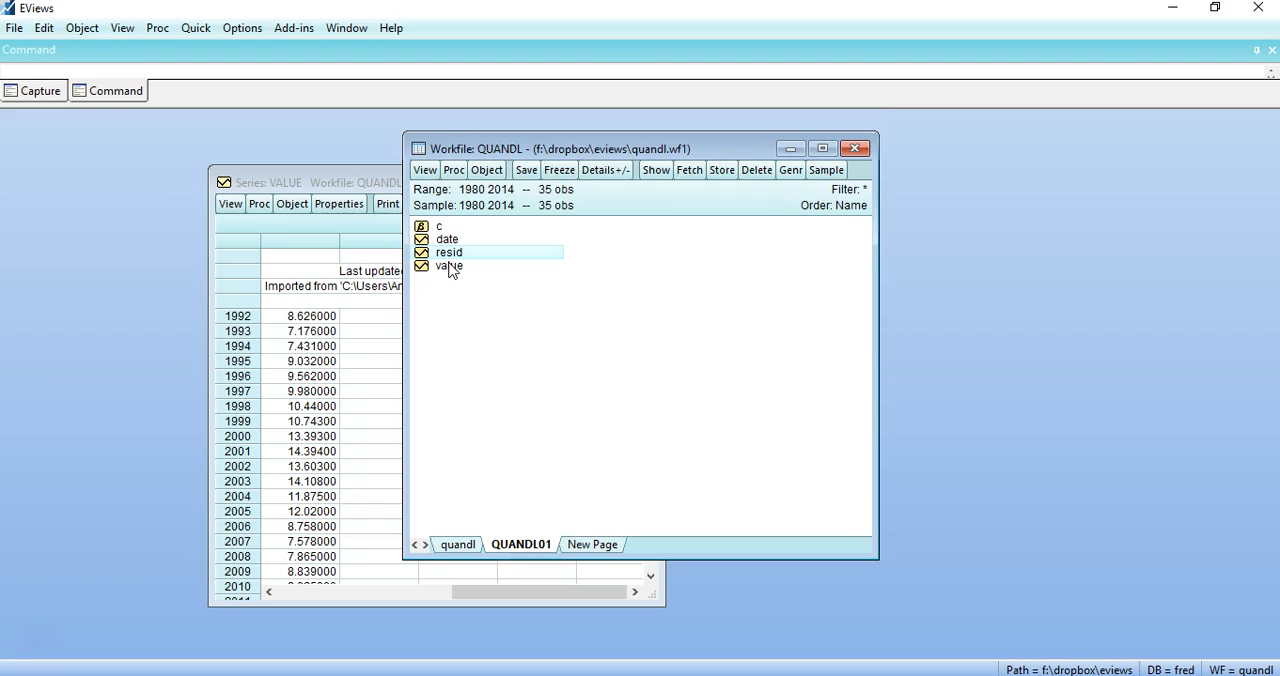 EViews
File Edit Object View Proc Quick Options Add-ins Window Help
Command
Capture Command
Workfile: QUANDL - (f:\dropbox\eviews\quandl.wf1)
View Proc Object Save Freeze Details+/- Show Fetch Store Delete Genr Sample
Range: 1980 2014 -- 35 obs Filter: *
Sample: 1980 2014 -- 35 obs Order: Name
c
date
resid
value
quandl QUANDL01 New Page
Series: VALUE Workfile: QUANDL
View Proc Object Properties Print
Last updated
Imported from 'C:\Users\An
1992 8.626000
1993 7.176000
1994 7.431000
1995 9.032000
1996 9.562000
1997 9.980000
1998 10.44000
1999 10.74300
2000 13.39300
2001 14.39400
2002 13.60300
2003 14.10800
2004 11.87500
2005 12.02000
2006 8.758000
2007 7.578000
2008 7.865000
2009 8.839000
2010
Path = f:\dropbox\eviews DB = fred WF = quandl